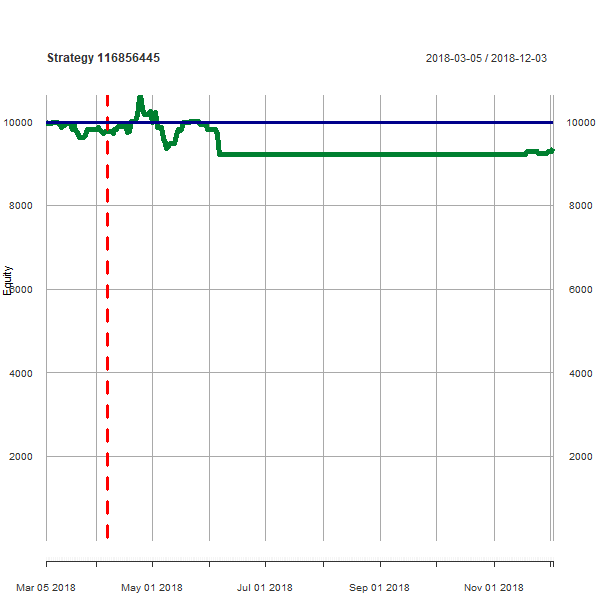 Strategy 116856445
2018-03-05 / 2018-12-03
10000
10000
8000
8000
Equity
6000
6000
4000
4000
2000
2000
Mar 05 2018
May 01 2018
Jul 01 2018
Sep 01 2018
Nov 01 2018